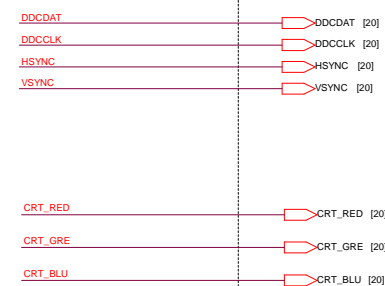 DDCDAT DDCDAT [20]
DDCCLK DDCCLK [20]
HSYNC HSYNC [20]
VSYNC VSYNC [20]
CRT_RED CRT_RED [20]
CRT_GRE CRT_GRE [20]
CRT_BLU CRT_BLU [20]